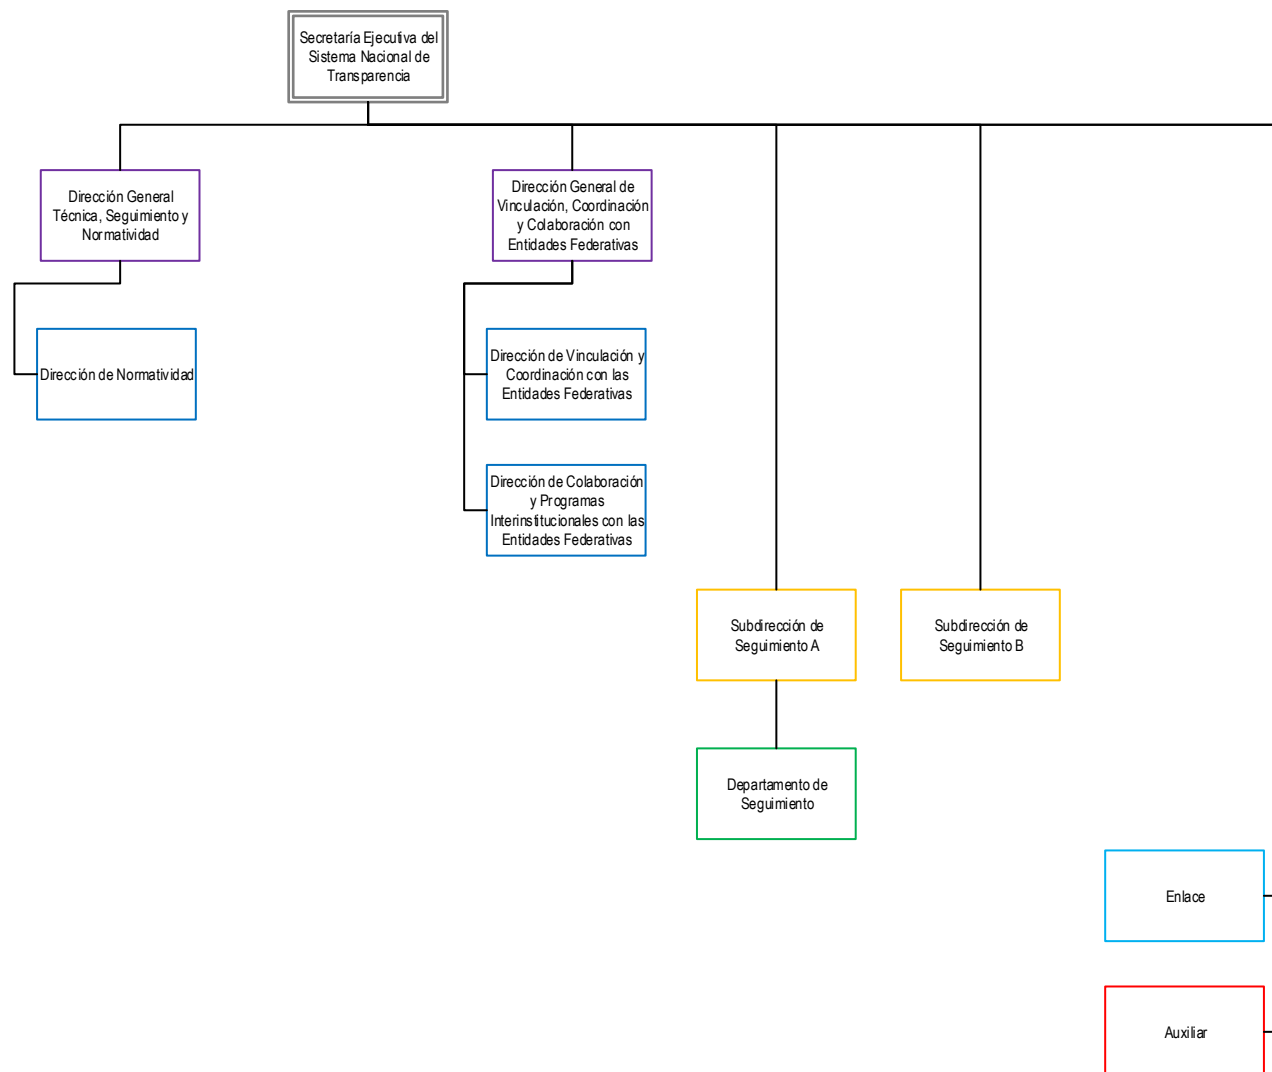 Secretaría Ejecutiva del
Sistema Nacional de
Transparencia
Dirección General
Técnica, Seguimiento y
Normatividad
Dirección General de
Vinculación, Coordinación
y Colaboración con
Entidades Federativas
Dirección de Normatividad
Dirección de Vinculación y
Coordinación con las
Entidades Federativas
Dirección de Colaboración
y Programas
Interinstitucionales con las
Entidades Federativas
Subdirección de
Seguimiento A
Subdirección de
Seguimiento B
Departamento de
Seguimiento
Enlace
Auxiliar